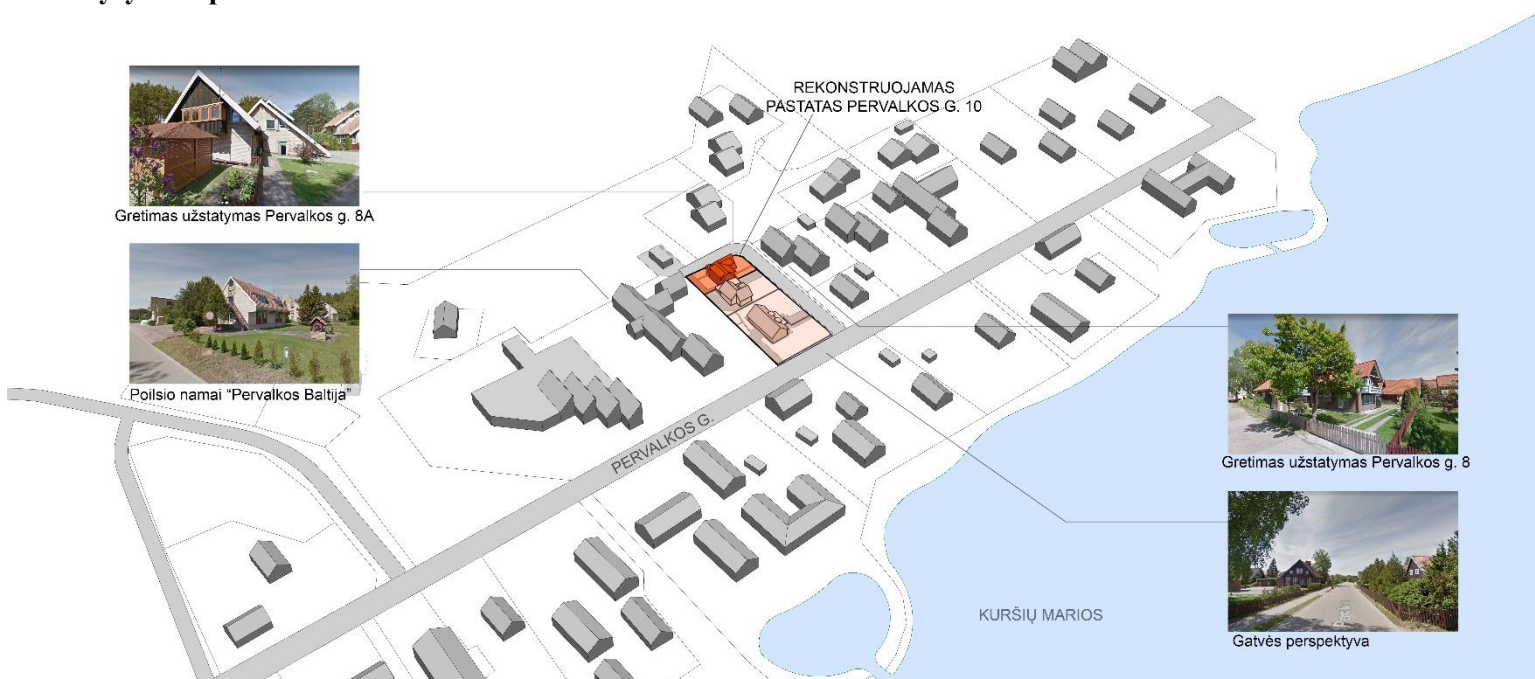 REKONSTRUOJAMAS
PASTATAS PERVALKOS G. 10
Gretimas užstatymas Pervalkos g. 8A
Poilsio namai “Pervalkos Baltija”
PERVALKOS G.
Gretimas užstatymas Pervalkos g. 8
KURŠIŲ MARIOS
Gatvės perspektyva